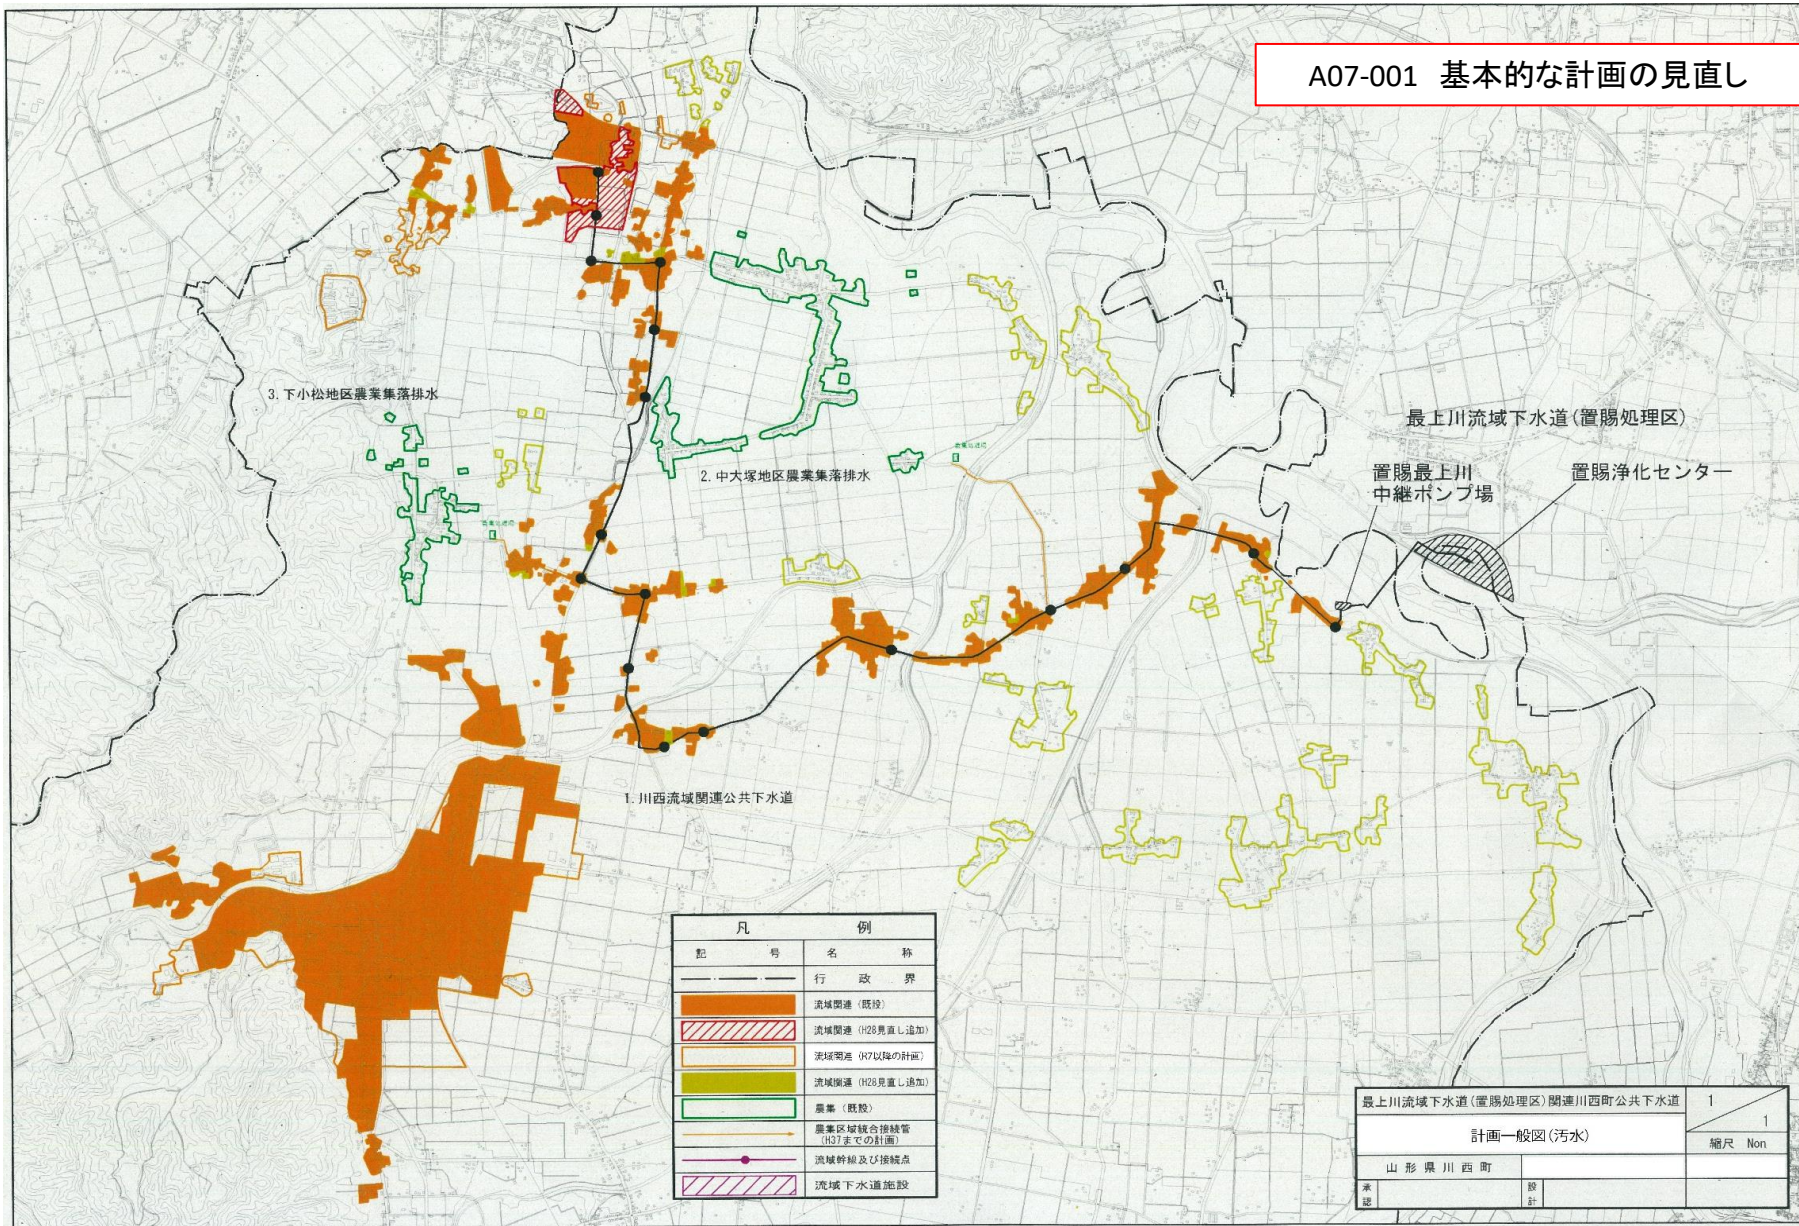 A07-001 基本的な計画の見直し
3.下小松地区農業集落排水
2.中大塚地区農業集落排水
最上川流域下水道(置賜処理区)
置賜最上川
中継ポンプ場
置賜浄化センター
1.川西流域関連公共下水道
凡 例
記 号 名 称
行 政 界
流域関連 (既設)
流域関連 (H28見直し追加)
流域関連 (R7以降の計画)
流域関連 (H28見直し追加)
農集 (既設)
農集区域統合接続管
(H37までの計画)
流域幹線及び接続点
流域下水道施設
最上川流域下水道(置賜処理区)関連川西町公共下水道 1
1
計画一般図(汚水)
縮尺 Non
山形県川西町
承認 設計